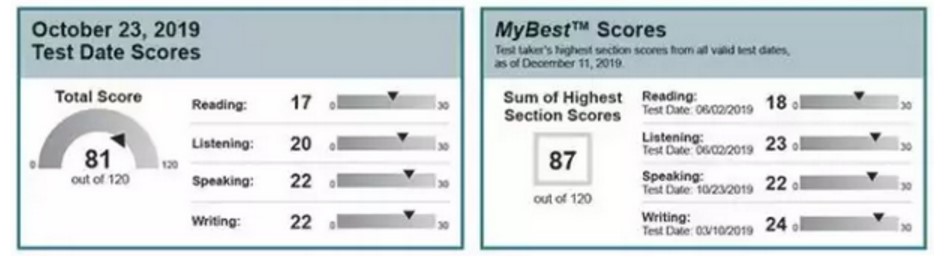 October 23, 2019
Test Date Scores
Total Score
0
81
120
out of 120
Reading: 17 0 30
Listening: 20 0 30
Speaking: 22 0 30
Writing: 22 0 30
MyBest™ Scores
Test taker's highest section scores from all valid test dates,
as of December 11, 2019.
Sum of Highest
Section Scores
87
out of 120
Reading: 18 0 30
Test Date: 06/02/2019
Listening: 23 0 30
Test Date: 06/02/2019
Speaking: 22 0 30
Test Date: 10/23/2019
Writing: 24 0 30
Test Date: 03/10/2019